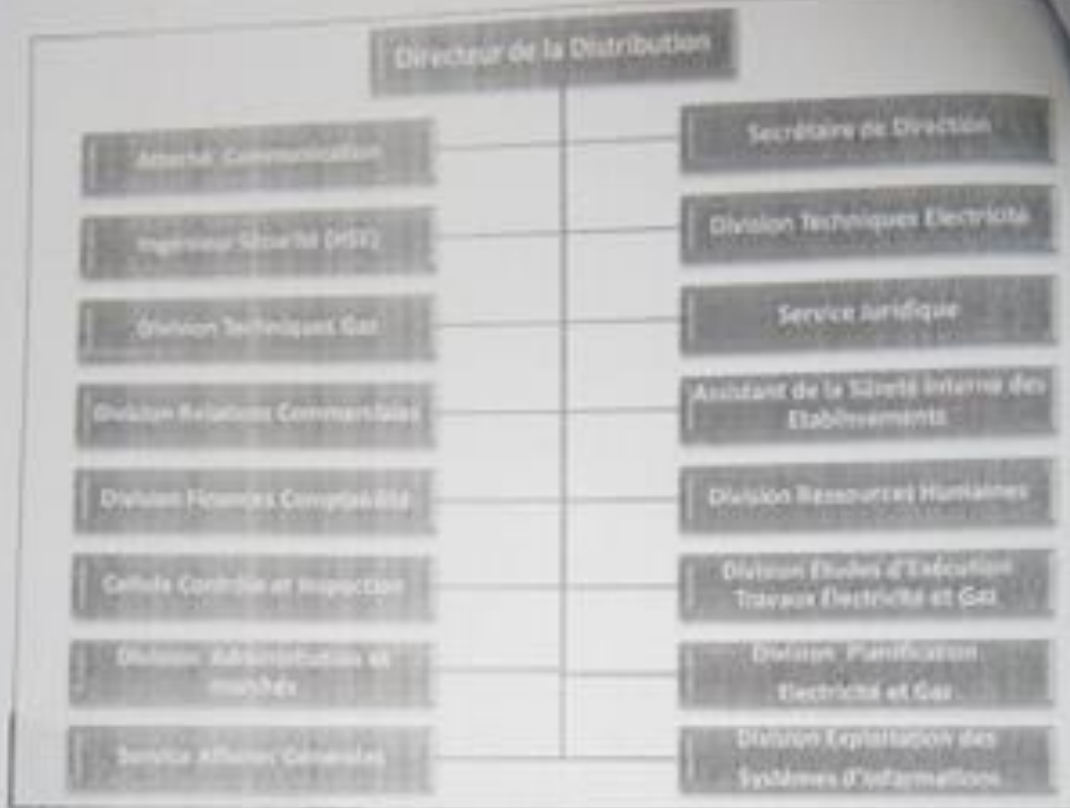 Directeur de la Distribution
Attaché Communication
Secrétaire de Direction
Ingénieur Sécurité (HSE)
Division Techniques Electricité
Division Techniques Gaz
Service Juridique
Division Relations Commerciales
Assistant de la Sûreté Interne des
Etablissements
Division Finances Comptabilité
Division Ressources Humaines
Cellule Contrôle et Inspection
Division Etudes d'Exécution
Travaux Électricité et Gaz
Division Administration et
marchés
Division Planification
Electricité et Gaz
Service Affaires Générales
Division Exploitation des
Systèmes d'Informations